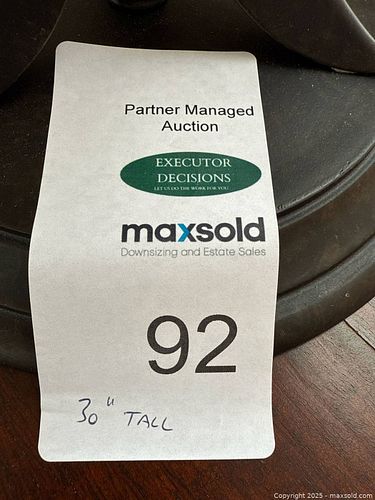 Partner Managed
Auction
EXECUTOR
DECISIONS
LET US DO THE WORK FOR YOU
maxsold
Downsizing and Estate Sales
92
30" TALL
Copyright 2025 - maxsold.com